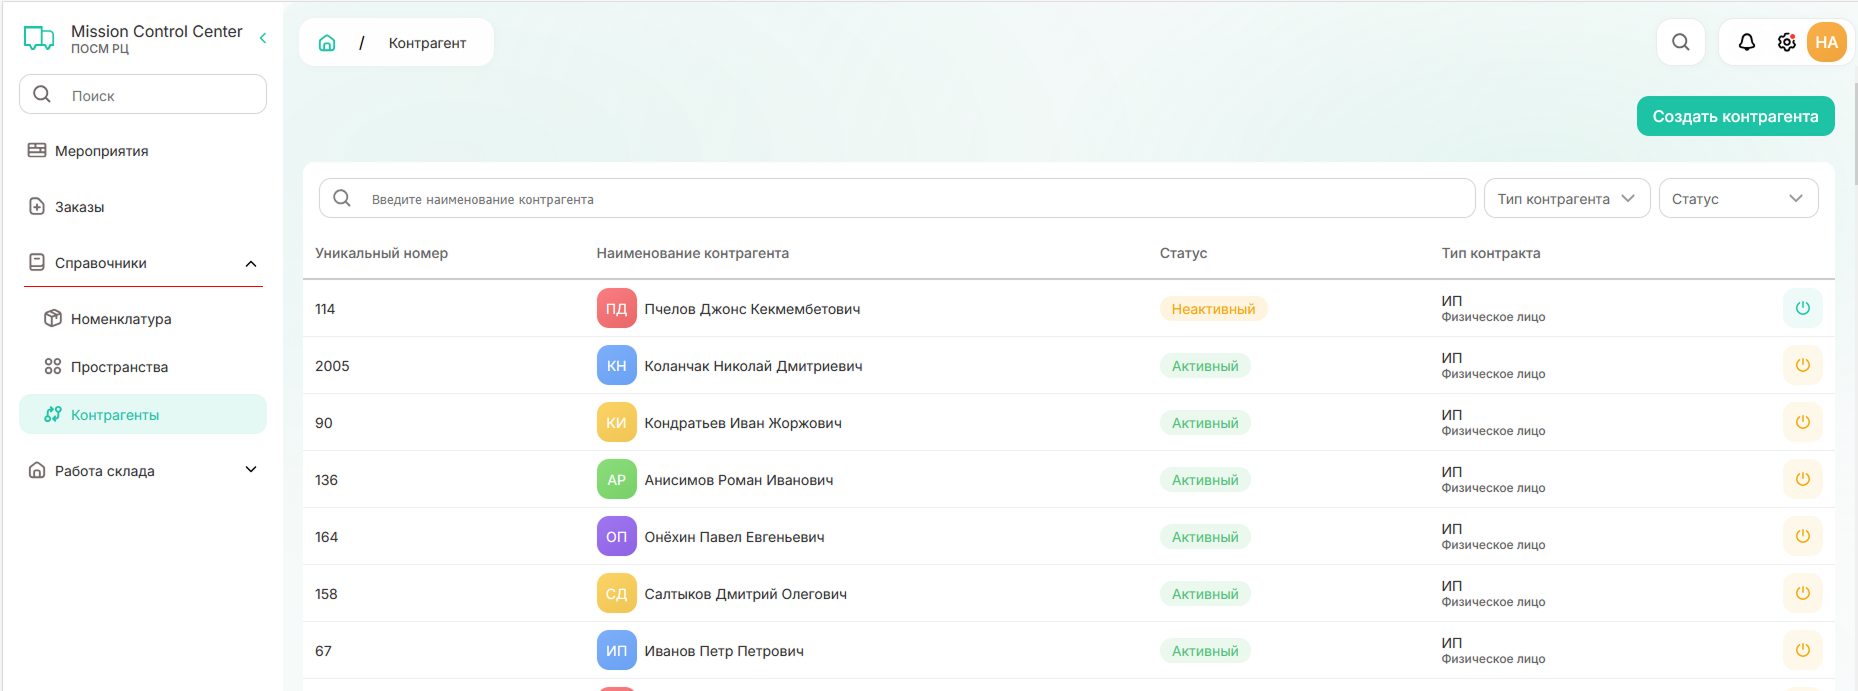 Mission Control Center
ПОСМ РЦ
Поиск
Мероприятия
Заказы
Справочники
Номенклатура
Пространства
Контрагенты
Работа склада
/ Контрагент
НА
Создать контрагента
Введите наименование контрагента
Тип контрагента
Статус
Уникальный номер Наименование контрагента Статус Тип контракта
114 ПД Пчелов Джонс Кекмембетович Неактивный ИП
Физическое лицо
2005 КН Коланчак Николай Дмитриевич Активный ИП
Физическое лицо
90 КИ Кондратьев Иван Жоржович Активный ИП
Физическое лицо
136 АР Анисимов Роман Иванович Активный ИП
Физическое лицо
164 ОП Онёхин Павел Евгеньевич Активный ИП
Физическое лицо
158 СД Салтыков Дмитрий Олегович Активный ИП
Физическое лицо
67 ИП Иванов Петр Петрович Активный ИП
Физическое лицо